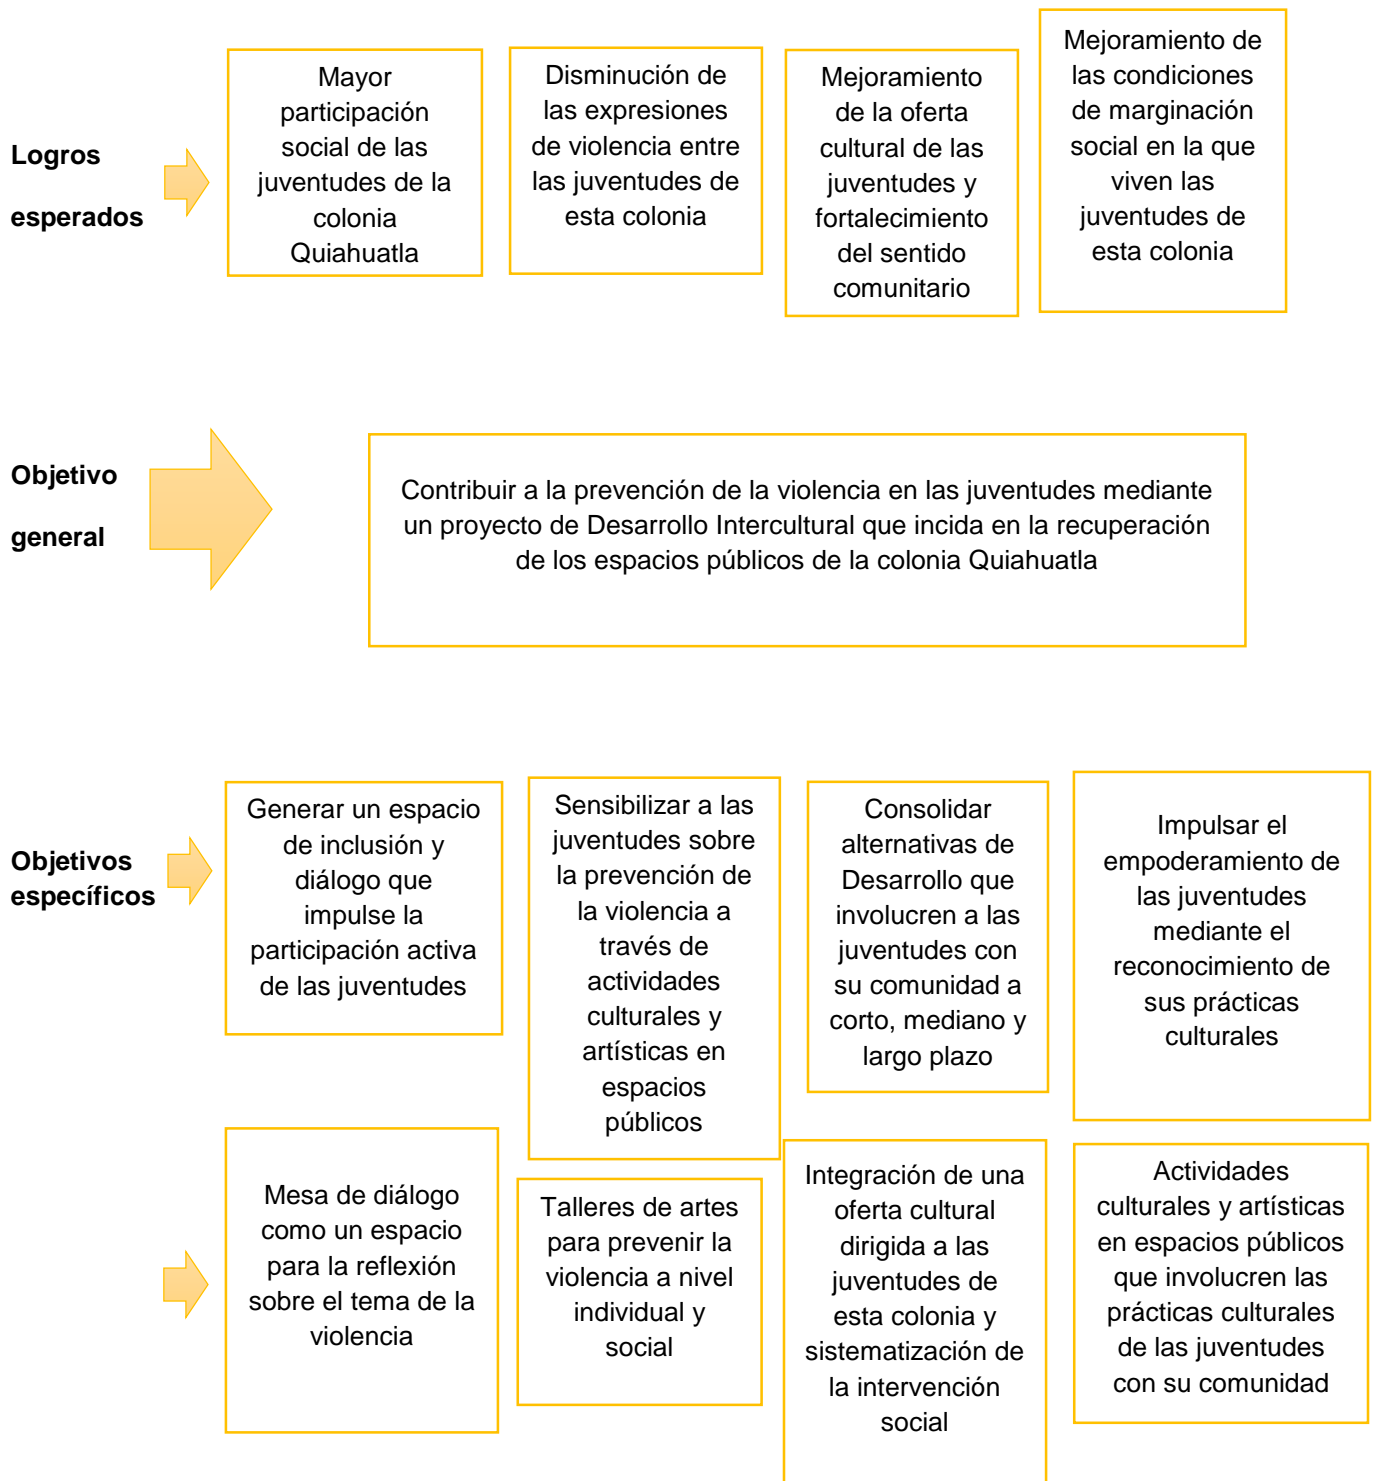 Logros
esperados
Mayor
participación
social de las
juventudes de la
colonia
Quiahuatla
Disminución de
las expresiones
de violencia entre
las juventudes de
esta colonia
Mejoramiento
de la oferta
cultural de las
juventudes y
fortalecimiento
del sentido
comunitario
Mejoramiento de
las condiciones
de marginación
social en la que
viven las
juventudes de
esta colonia
Objetivo
general
Contribuir a la prevención de la violencia en las juventudes mediante
un proyecto de Desarrollo Intercultural que incida en la recuperación
de los espacios públicos de la colonia Quiahuatla
Objetivos
específicos
Generar un espacio
de inclusión y
diálogo que
impulse la
participación activa
de las juventudes
Sensibilizar a las
juventudes sobre
la prevención de
la violencia a
través de
actividades
culturales y
artísticas en
espacios
públicos
Consolidar
alternativas de
Desarrollo que
involucren a las
juventudes con
su comunidad a
corto, mediano y
largo plazo
Impulsar el
empoderamiento de
las juventudes
mediante el
reconocimiento de
sus prácticas
culturales
Mesa de diálogo
como un espacio
para la reflexión
sobre el tema de la
violencia
Talleres de artes
para prevenir la
violencia a nivel
individual y
social
Integración de una
oferta cultural
dirigida a las
juventudes de
esta colonia y
sistematización de
la intervención
social
Actividades
culturales y artísticas
en espacios públicos
que involucren las
prácticas culturales
de las juventudes
con su comunidad